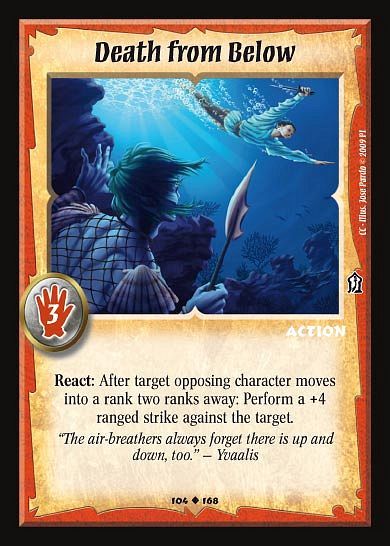 Death from Below
CC - Illus. Jose Pardo © 2009 P1
3
ACTION
React: After target opposing character moves
into a rank two ranks away: Perform a +4
ranged strike against the target.
"The air-breathers always forget there is up and
down, too." – Yvaalis
104 ◆ 168